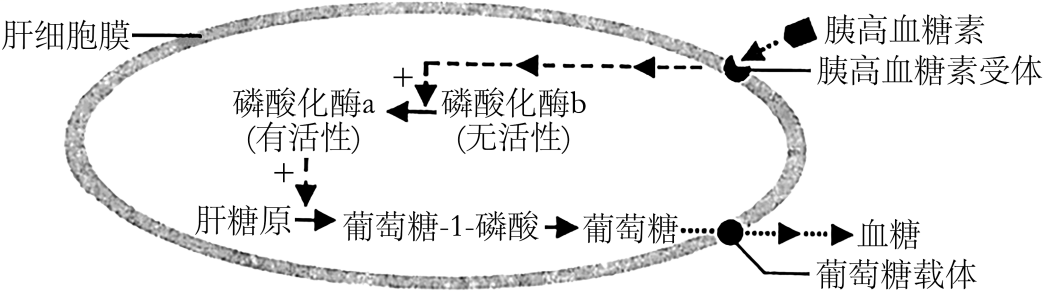 肝细胞膜
胰高血糖素
胰高血糖素受体
+
磷酸化酶a
(有活性)
磷酸化酶b
(无活性)
+
肝糖原
葡萄糖-1-磷酸
葡萄糖
血糖
葡萄糖载体